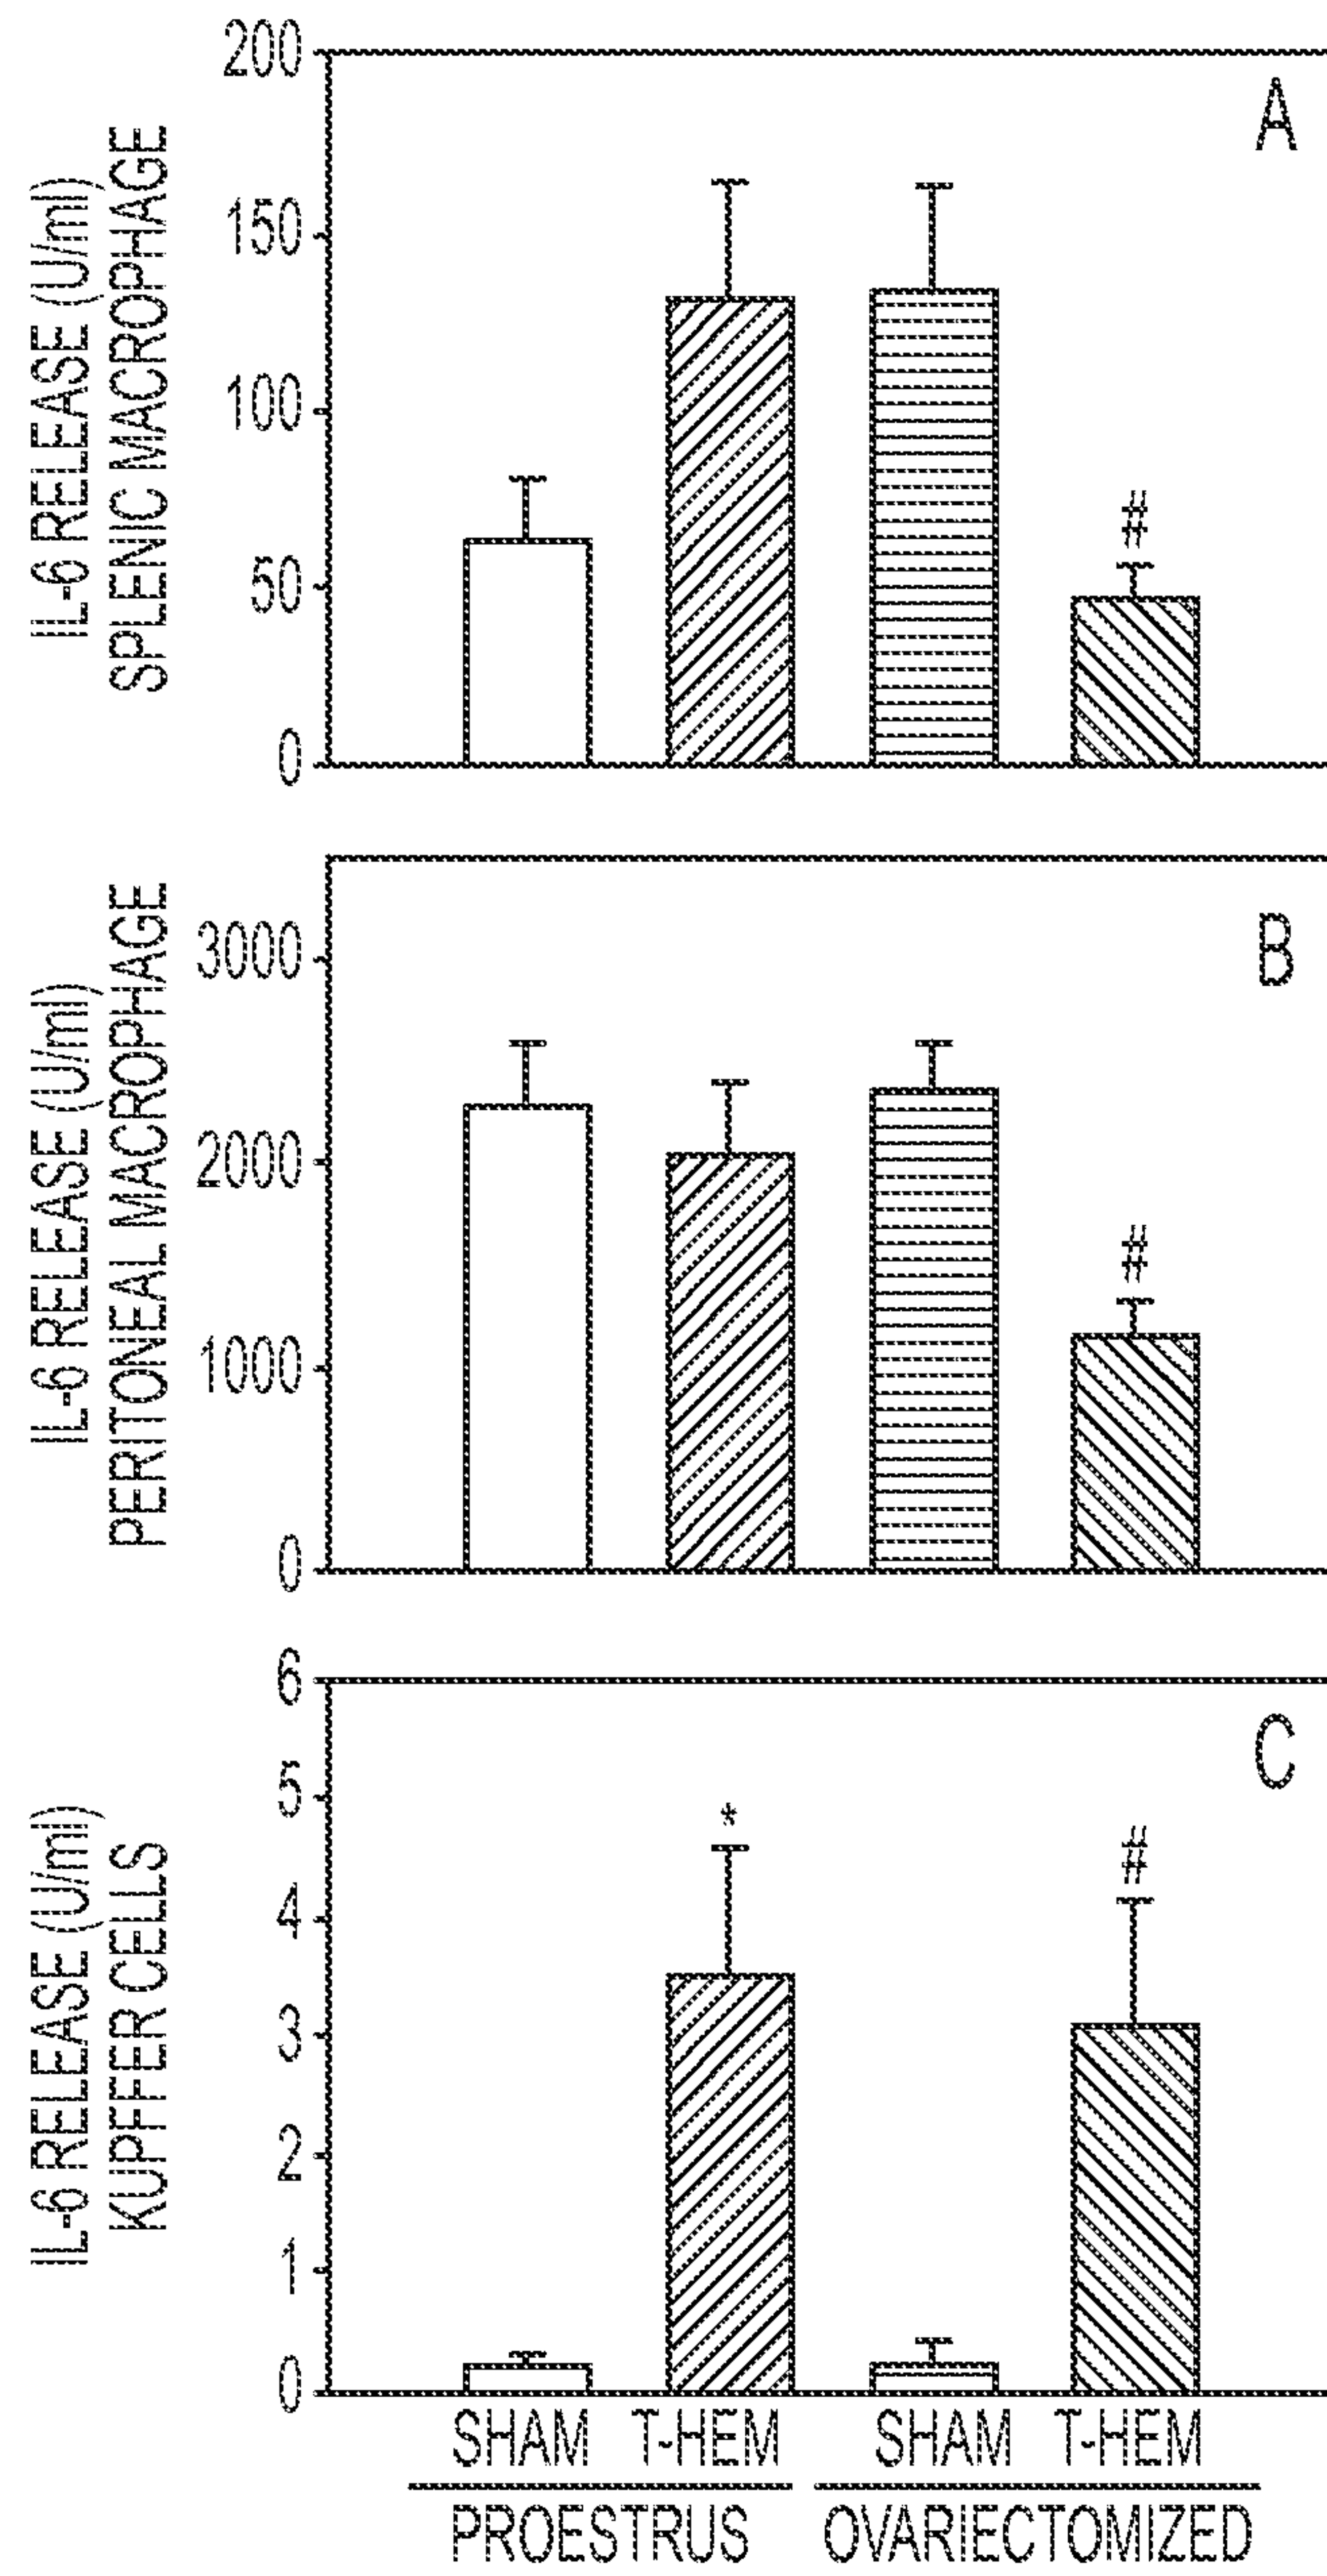 IL-6 RELEASE (U/ml)
SPLENIC MACROPHAGE
200
150
100
50
0
A
#
IL-6 RELEASE (U/ml)
PERITONEAL MACROPHAGE
3000
2000
1000
0
B
#
IL-6 RELEASE (U/ml)
KUPFFER CELLS
6
5
4
3
2
1
0
C
*
#
SHAM T-HEM SHAM T-HEM
PROESTRUS OVARIECTOMIZED